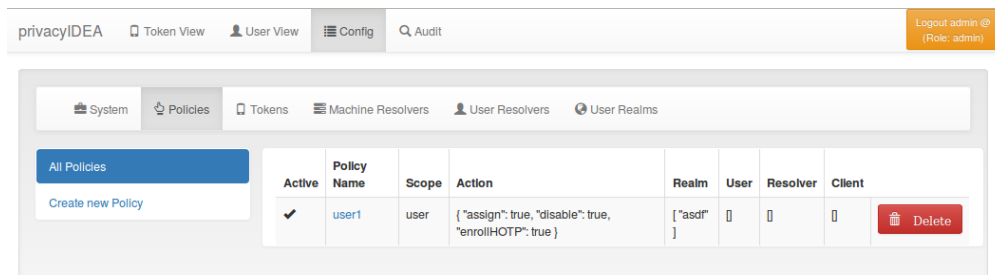 privacyIDEA Token View User View Config Audit Logout admin @
(Role: admin)
System Policies Tokens Machine Resolvers User Resolvers User Realms
All Policies
Create new Policy
Active Policy Name Scope Action Realm User Resolver Client
user1 user { "assign": true, "disable": true, [ "asdf" [] [] [] Delete
"enrollHOTP": true } ]